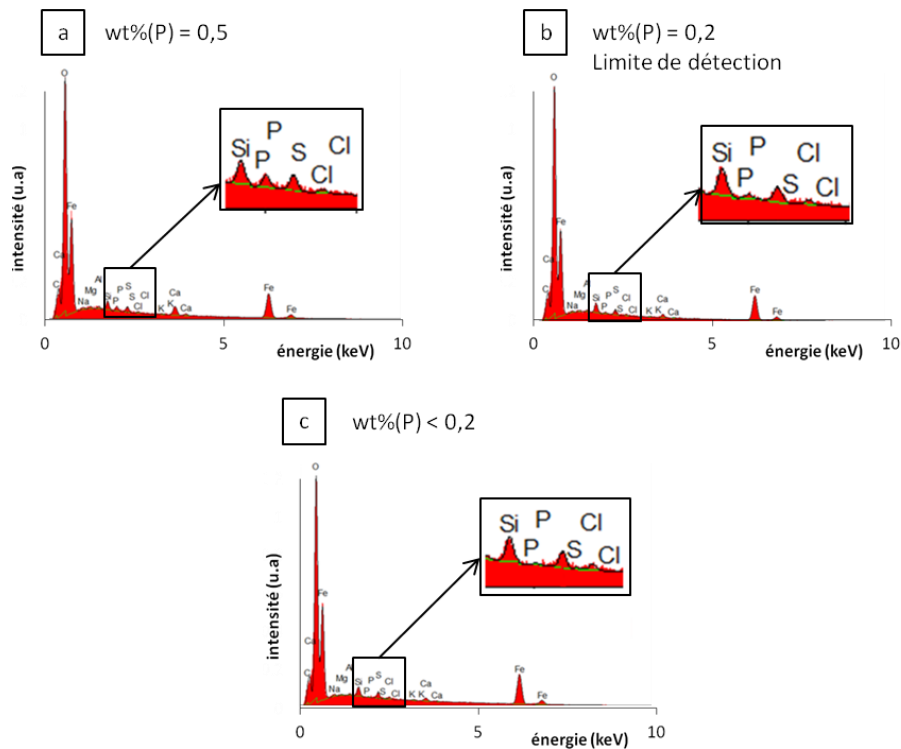 a wt%(P) = 0,5
O
Fe
Ca
C
Na
Mg
Al
Si
P
P
S
S
Cl
Cl
K
K
Ca
Ca
Fe
Fe
Si
P
P
S
Cl
Cl
intensité (u.a)
0 5 10
énergie (keV)
b wt%(P) = 0,2
Limite de détection
O
Fe
Ca
C
Na
Mg
Al
Si
P
P
S
S
Cl
Cl
K K
Ca
Ca
Fe
Fe
Si
P
P
S
Cl
Cl
intensité (u.a)
0 5 10
énergie (keV)
c wt%(P) < 0,2
O
Fe
Ca
C
Na
Mg
Si
P
P
S
S
Cl
Cl
K K
Ca
Ca
Fe
Fe
Si
P
P
S
Cl
Cl
intensité (u.a)
0 5 10
énergie (keV)